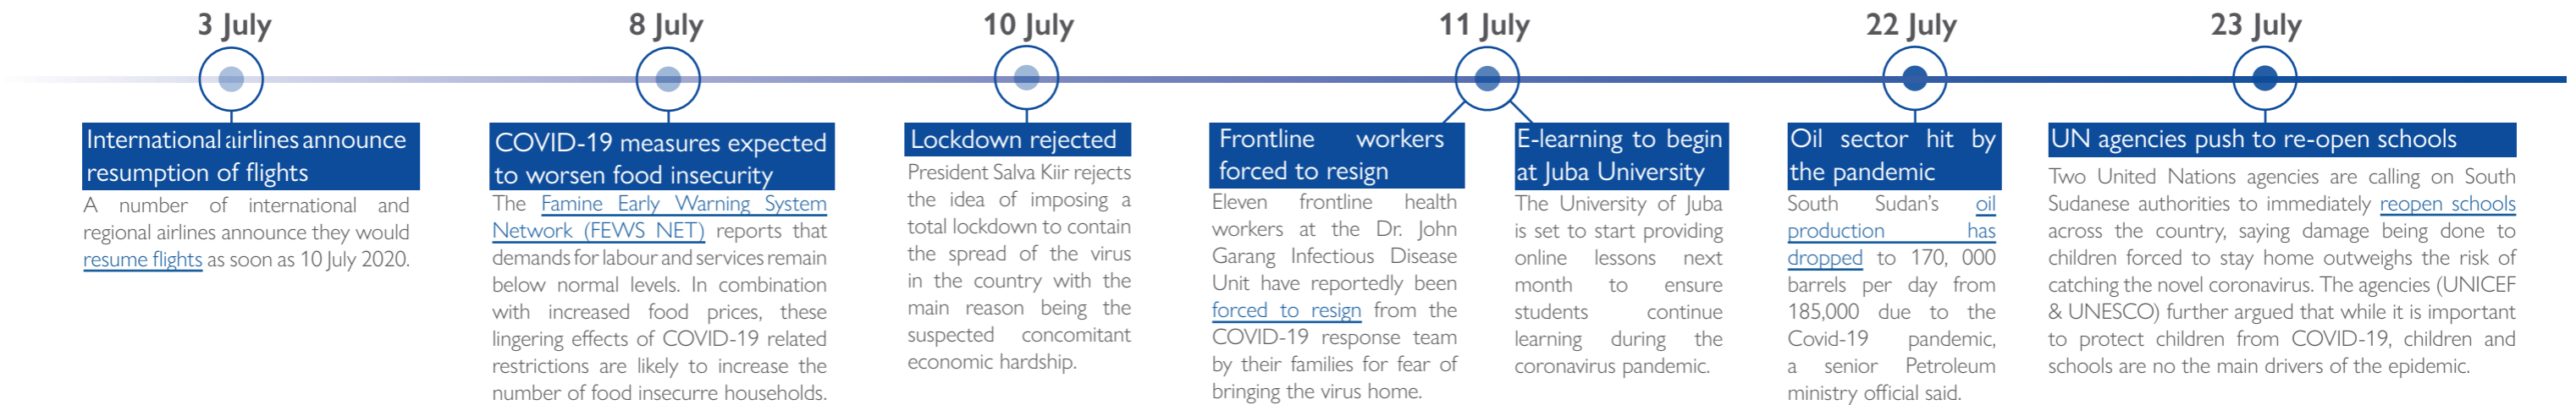 3 July
International airlines announce
resumption of flights
A number of international and
regional airlines announce they would
resume flights as soon as 10 July 2020.
8 July
COVID-19 measures expected
to worsen food insecurity
The Famine Early Warning System
Network (FEWS NET) reports that
demands for labour and services remain
below normal levels. In combination
with increased food prices, these
lingering effects of COVID-19 related
restrictions are likely to increase the
number of food insecurre households.
10 July
Lockdown rejected
President Salva Kiir rejects
the idea of imposing a
total lockdown to contain
the spread of the virus
in the country with the
main reason being the
suspected concomitant
economic hardship.
11 July
Frontline workers
forced to resign
Eleven frontline health
workers at the Dr. John
Garang Infectious Disease
Unit have reportedly been
forced to resign from the
COVID-19 response team
by their families for fear of
bringing the virus home.
E-learning to begin
at Juba University
The University of Juba
is set to start providing
online lessons next
month to ensure
students continue
learning during the
coronavirus pandemic.
22 July
Oil sector hit by
the pandemic
South Sudan's oil
production has
dropped to 170, 000
barrels per day from
185,000 due to the
Covid-19 pandemic,
a senior Petroleum
ministry official said.
23 July
UN agencies push to re-open schools
Two United Nations agencies are calling on South
Sudanese authorities to immediately reopen schools
across the country, saying damage being done to
children forced to stay home outweighs the risk of
catching the novel coronavirus. The agencies (UNICEF
& UNESCO) further argued that while it is important
to protect children from COVID-19, children and
schools are no the main drivers of the epidemic.